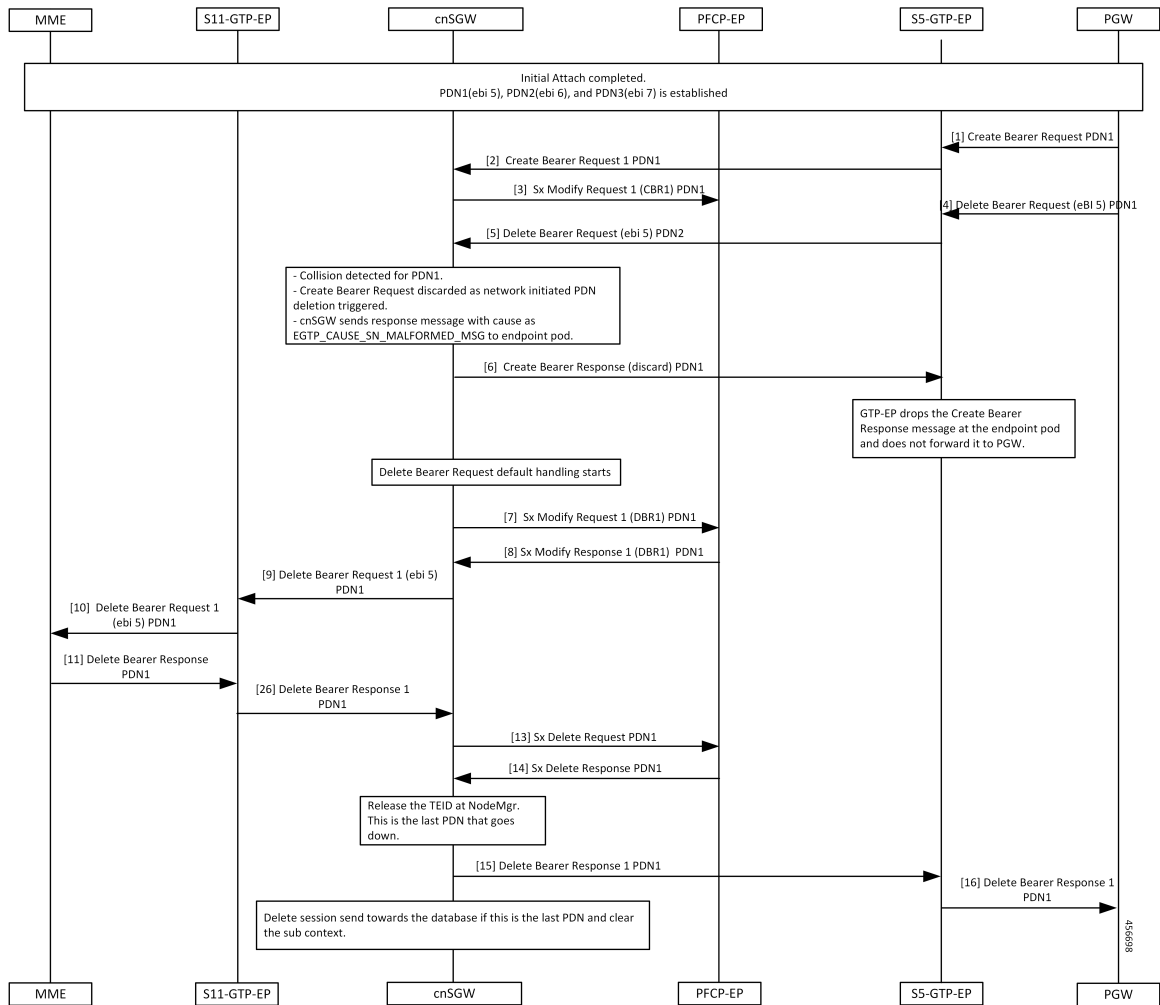 MME
S11-GTP-EP
cnSGW
PFCP-EP
S5-GTP-EP
PGW
Initial Attach completed.
PDN1(ebi 5), PDN2(ebi 6), and PDN3(ebi 7) is established
[1] Create Bearer Request PDN1
[2]  Create Bearer Request 1 PDN1
[3]  Sx Modify Request 1 (CBR1) PDN1
[4] Delete Bearer Request (eBI 5) PDN1
[5] Delete Bearer Request (ebi 5) PDN2
- Collision detected for PDN1.
- Create Bearer Request discarded as network initiated PDN
deletion triggered.
- cnSGW sends response message with cause as
EGTP_CAUSE_SN_MALFORMED_MSG to endpoint pod.
[6]  Create Bearer Response (discard) PDN1
GTP-EP drops the Create Bearer
Response message at the endpoint pod
and does not forward it to PGW.
Delete Bearer Request default handling starts
[7]  Sx Modify Request 1 (DBR1) PDN1
[8] Sx Modify Response 1 (DBR1)  PDN1
[9] Delete Bearer Request 1 (ebi 5)
PDN1
[10]  Delete Bearer Request 1
(ebi 5) PDN1
[11] Delete Bearer Response
PDN1
[26] Delete Bearer Response 1
PDN1
[13] Sx Delete Request PDN1
[14] Sx Delete Response PDN1
Release the TEID at NodeMgr.
This is the last PDN that goes
down.
[15] Delete Bearer Response 1 PDN1
[16] Delete Bearer Response 1
PDN1
Delete session send towards the database if this is the last PDN and clear
the sub context.
456698
MME
S11-GTP-EP
cnSGW
PFCP-EP
S5-GTP-EP
PGW